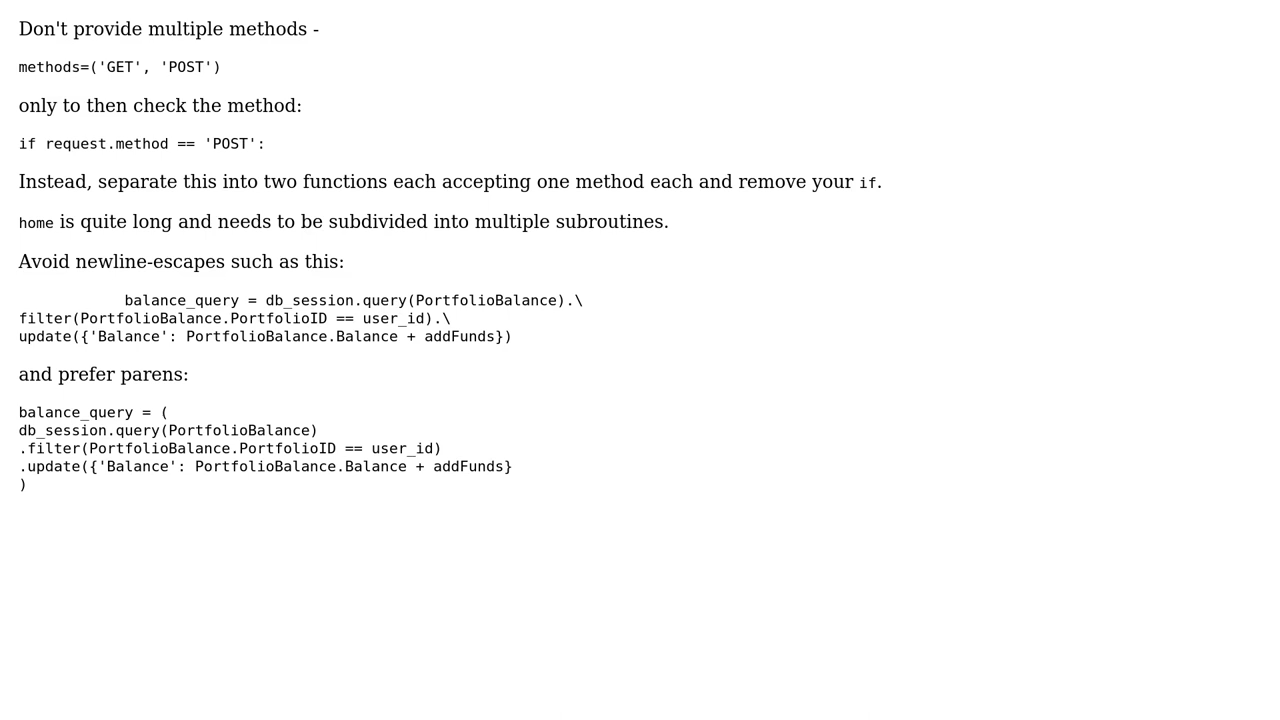 Don't provide multiple methods -
methods=('GET', 'POST')
only to then check the method:
if request.method == 'POST':
Instead, separate this into two functions each accepting one method each and remove your if.
home is quite long and needs to be subdivided into multiple subroutines.
Avoid newline-escapes such as this:
            balance_query = db_session.query(PortfolioBalance).\
filter(PortfolioBalance.PortfolioID == user_id).\
update({'Balance': PortfolioBalance.Balance + addFunds})
and prefer parens:
balance_query = (
db_session.query(PortfolioBalance)
.filter(PortfolioBalance.PortfolioID == user_id)
.update({'Balance': PortfolioBalance.Balance + addFunds}
)